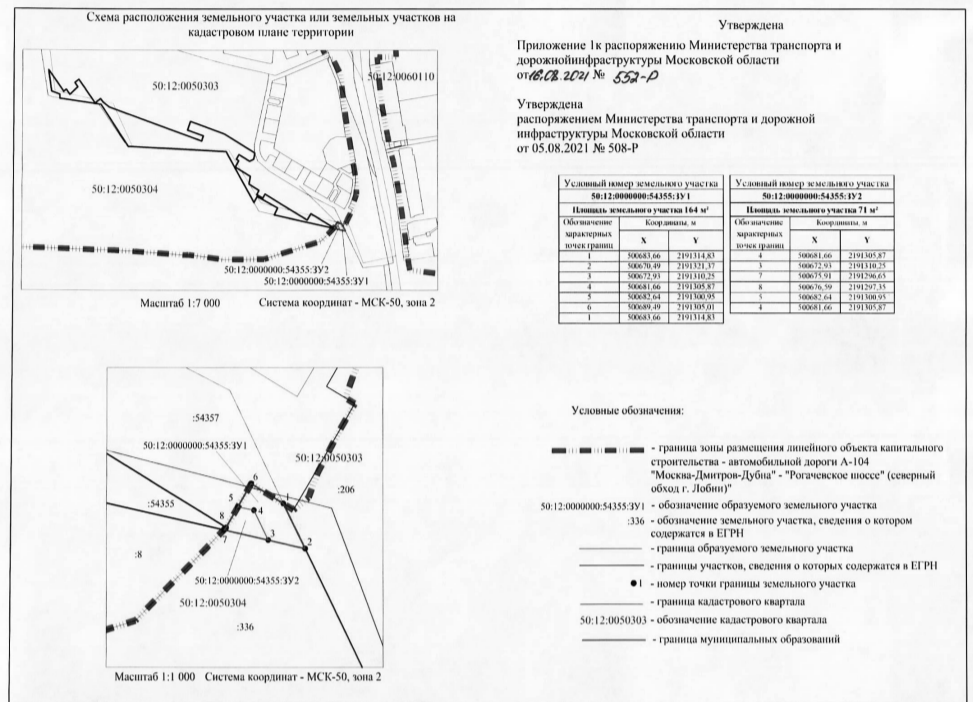 Схема расположения земельного участка или земельных участков на
кадастровом плане территории
50:12:0050303
50:12:0060110
50:12:0050304
50:12:0000000:54355:ЗУ2
50:12:0000000:54355:ЗУ1
Масштаб 1:7 000 Система координат - МСК-50, зона 2
Утверждена
Приложение 1к распоряжению Министерства транспорта и
дорожнойинфраструктуры Московской области
от 16.08.2021 № 552-Р
Утверждена
распоряжением Министерства транспорта и дорожной
инфраструктуры Московской области
от 05.08.2021 № 508-Р
Условный номер земельного участка
50:12:0000000:54355:ЗУ1
Площадь земельного участка 164 м²
Обозначение характерных точек границ
Координаты, м
X Y
1 500683,66 2191314,83
2 500670,49 2191321,37
3 500672,93 2191310,25
4 500681,66 2191305,87
5 500682,64 2191300,95
6 500689,49 2191305,01
1 500683,66 2191314,83
Условный номер земельного участка
50:12:0000000:54355:ЗУ2
Площадь земельного участка 71 м²
Обозначение характерных точек границ
Координаты, м
X Y
4 500681,66 2191305,87
3 500672,93 2191310,25
7 500675,91 2191296,65
8 500676,59 2191297,35
5 500682,64 2191300,95
4 500681,66 2191305,87
:54357
50:12:0000000:54355:ЗУ1
50:12:0050303
:206
6
5
1
:54355
4
8
7
3
2
:8
50:12:0000000:54355:ЗУ2
50:12:0050304
:336
Масштаб 1:1 000 Система координат - МСК-50, зона 2
Условные обозначения:
- граница зоны размещения линейного объекта капитального
строительства - автомобильной дороги А-104
"Москва-Дмитров-Дубна" - "Рогачевское шоссе" (северный
обход г. Лобни)"
50:12:0000000:54355:ЗУ1 - обозначение образуемого земельного участка
:336 - обозначение земельного участка, сведения о котором
содержатся в ЕГРН
- граница образуемого земельного участка
- границы участков, сведения о которых содержатся в ЕГРН
1 - номер точки границы земельного участка
- граница кадастрового квартала
50:12:0050303 - обозначение кадастрового квартала
- граница муниципальных образований